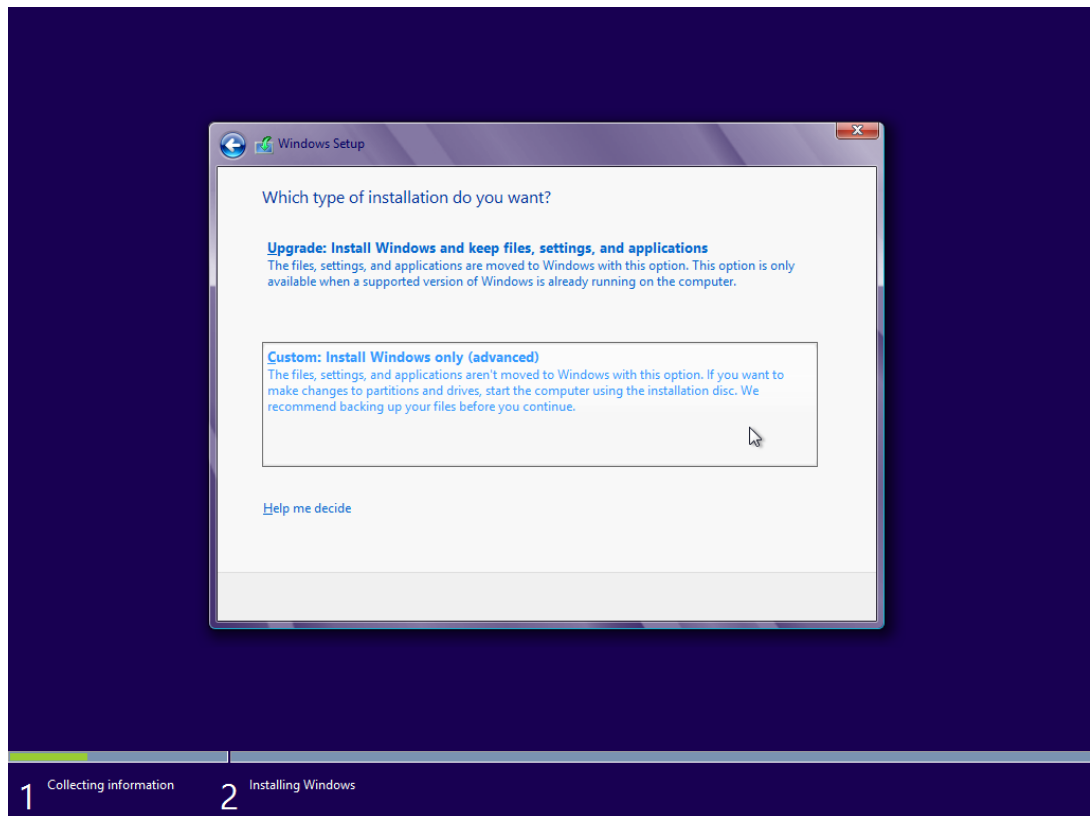 Windows Setup
Which type of installation do you want?
Upgrade: Install Windows and keep files, settings, and applications
The files, settings, and applications are moved to Windows with this option. This option is only
available when a supported version of Windows is already running on the computer.
Custom: Install Windows only (advanced)
The files, settings, and applications aren't moved to Windows with this option. If you want to
make changes to partitions and drives, start the computer using the installation disc. We
recommend backing up your files before you continue.
Help me decide
1 Collecting information 2 Installing Windows